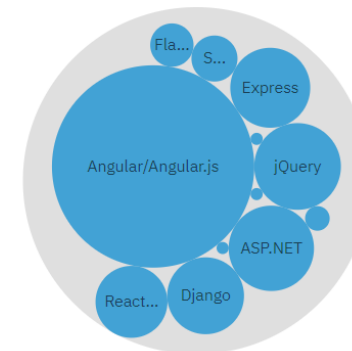 Fla...
S...
Express
Angular/Angular.js
jQuery
ASP.NET
Django
React...